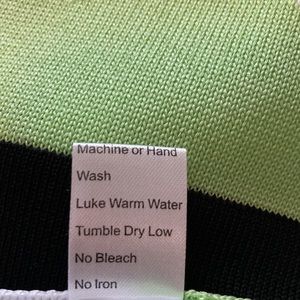 Machine or Hand
Wash
Luke Warm Water
Tumble Dry Low
No Bleach
No Iron